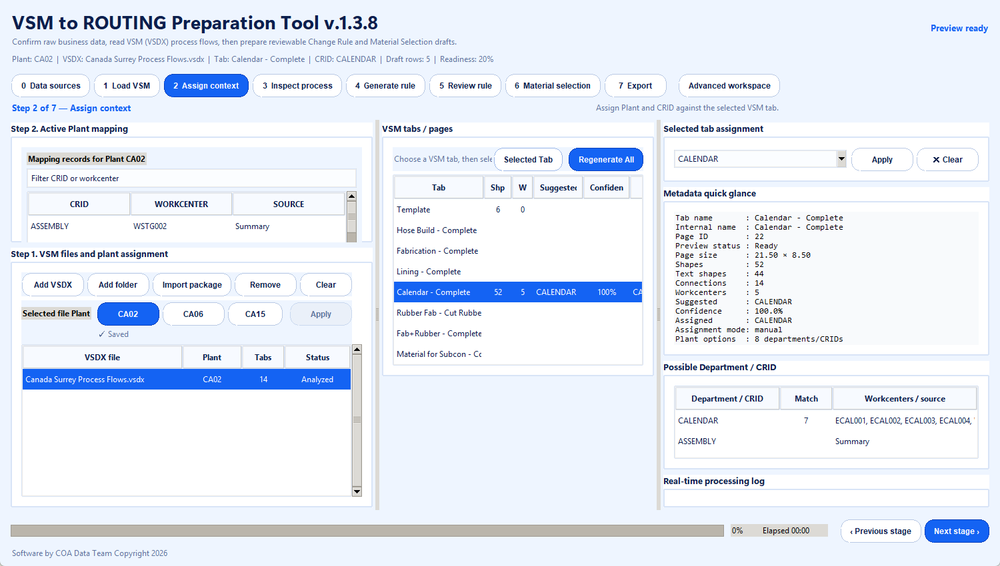 VSM to ROUTING Preparation Tool v.1.3.8
Preview ready
Confirm raw business data, read VSM (VSDX) process flows, then prepare reviewable Change Rule and Material Selection drafts.
Plant: CA02 | VSDX: Canada Surrey Process Flows.vsdx | Tab: Calendar - Complete | CRID: CALENDAR | Draft rows: 5 | Readiness: 20%
0 Data sources 1 Load VSM 2 Assign context 3 Inspect process 4 Generate rule 5 Review rule 6 Material selection 7 Export Advanced workspace
Step 2 of 7 — Assign context
Assign Plant and CRID against the selected VSM tab.
Step 2. Active Plant mapping
Mapping records for Plant CA02
Filter CRID or workcenter
CRID WORKCENTER SOURCE
ASSEMBLY WSTG002 Summary
Step 1. VSM files and plant assignment
Add VSDX Add folder Import package Remove Clear
Selected file Plant CA02 CA06 CA15 Apply
✓ Saved
VSDX file Plant Tabs Status
Canada Surrey Process Flows.vsdx CA02 14 Analyzed
VSM tabs / pages
Choose a VSM tab, then sele Selected Tab Regenerate All
Tab Shp W Suggested Confiden
Template 6 0
Hose Build - Complete
Fabrication - Complete
Lining - Complete
Calendar - Complete 52 5 CALENDAR 100% CA
Rubber Fab - Cut Rubbe
Fab+Rubber - Complete
Material for Subcon - Co
Selected tab assignment
CALENDAR Apply ✕ Clear
Metadata quick glance
Tab name : Calendar - Complete
Internal name : Calendar - Complete
Page ID : 22
Preview status : Ready
Page size : 21.50 × 8.50
Shapes : 52
Text shapes : 44
Connections : 14
Workcenters : 5
Suggested : CALENDAR
Confidence : 100.0%
Assigned : CALENDAR
Assignment mode: manual
Plant options : 8 departments/CRIDs
Possible Department / CRID
Department / CRID Match Workcenters / source
CALENDAR 7 ECAL001, ECAL002, ECAL003, ECAL004,
ASSEMBLY Summary
Real-time processing log
0% Elapsed 00:00 ‹ Previous stage Next stage ›
Software by COA Data Team Copyright 2026